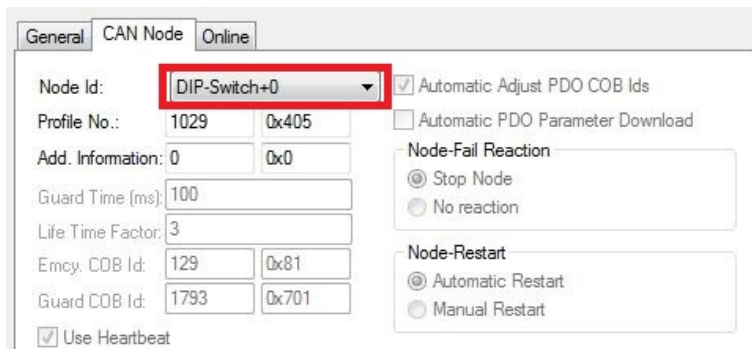 General CAN Node Online
Node Id: DIP-Switch+0
Profile No.: 1029 0x405
Add. Information: 0 0x0
Guard Time (ms): 100
Life Time Factor: 3
Emcy. COB Id: 129 0x81
Guard COB Id: 1793 0x701
Use Heartbeat
Automatic Adjust PDO COB Ids
Automatic PDO Parameter Download
Node-Fail Reaction
Stop Node
No reaction
Node-Restart
Automatic Restart
Manual Restart